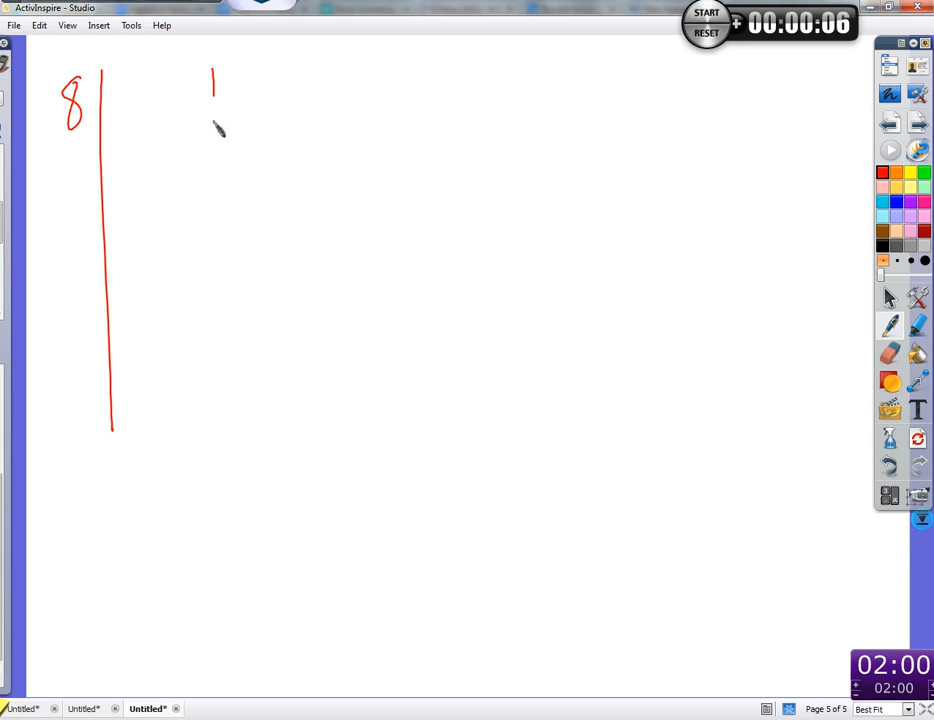 ActivInspire - Studio
START
RESET
+ 00:00:06
File Edit View Insert Tools Help
8 1
02:00
02:00
Untitled* Untitled* Untitled* Page 5 of 5 Best Fit